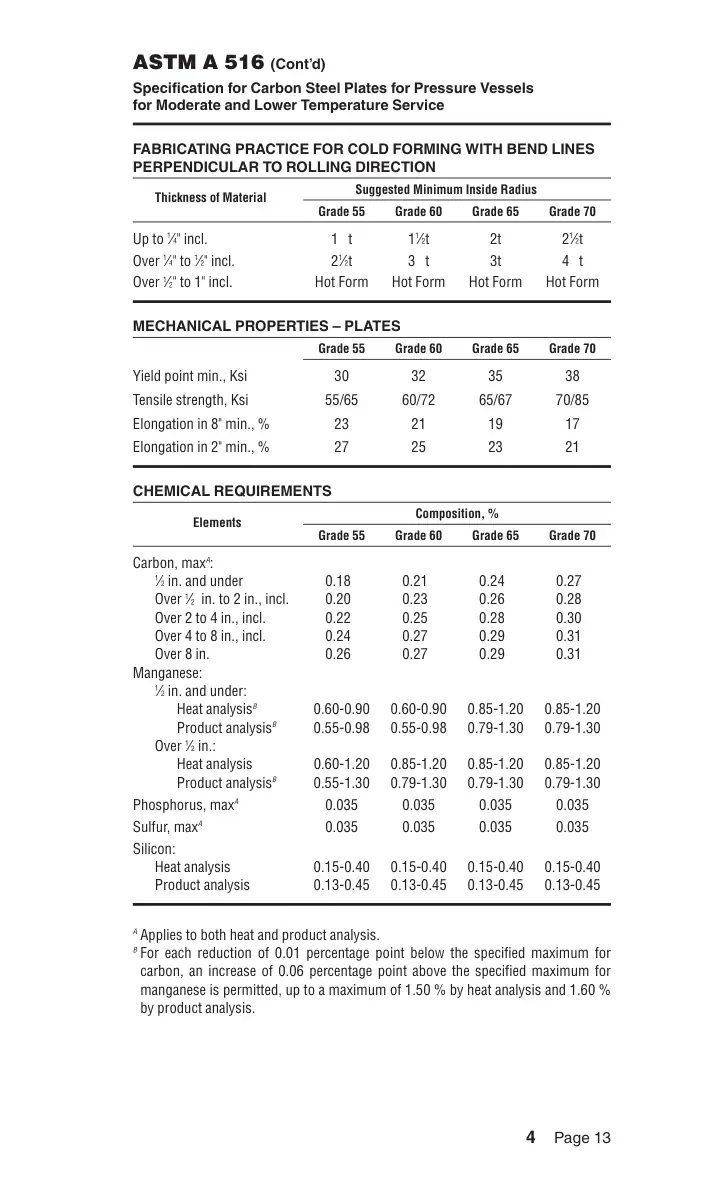 ASTM A 516 (Cont’d)
Specification for Carbon Steel Plates for Pressure Vessels
for Moderate and Lower Temperature Service
FABRICATING PRACTICE FOR COLD FORMING WITH BEND LINES
PERPENDICULAR TO ROLLING DIRECTION
Thickness of Material Suggested Minimum Inside Radius
Grade 55 Grade 60 Grade 65 Grade 70
Up to 1⁄4" incl. 1 t 11⁄2t 2t 21⁄2t
Over 1⁄4" to 1⁄2" incl. 21⁄2t 3 t 3t 4 t
Over 1⁄2" to 1" incl. Hot Form Hot Form Hot Form Hot Form
MECHANICAL PROPERTIES – PLATES
Grade 55 Grade 60 Grade 65 Grade 70
Yield point min., Ksi 30 32 35 38
Tensile strength, Ksi 55/65 60/72 65/67 70/85
Elongation in 8" min., % 23 21 19 17
Elongation in 2" min., % 27 25 23 21
CHEMICAL REQUIREMENTS
Elements Composition, %
Grade 55 Grade 60 Grade 65 Grade 70
Carbon, maxA:
1⁄2 in. and under 0.18 0.21 0.24 0.27
Over 1⁄2 in. to 2 in., incl. 0.20 0.23 0.26 0.28
Over 2 to 4 in., incl. 0.22 0.25 0.28 0.30
Over 4 to 8 in., incl. 0.24 0.27 0.29 0.31
Over 8 in. 0.26 0.27 0.29 0.31
Manganese:
1⁄2 in. and under:
Heat analysisB 0.60-0.90 0.60-0.90 0.85-1.20 0.85-1.20
Product analysisB 0.55-0.98 0.55-0.98 0.79-1.30 0.79-1.30
Over 1⁄2 in.:
Heat analysis 0.60-1.20 0.85-1.20 0.85-1.20 0.85-1.20
Product analysisB 0.55-1.30 0.79-1.30 0.79-1.30 0.79-1.30
Phosphorus, maxA 0.035 0.035 0.035 0.035
Sulfur, maxA 0.035 0.035 0.035 0.035
Silicon:
Heat analysis 0.15-0.40 0.15-0.40 0.15-0.40 0.15-0.40
Product analysis 0.13-0.45 0.13-0.45 0.13-0.45 0.13-0.45
A Applies to both heat and product analysis.
B For each reduction of 0.01 percentage point below the specified maximum for
carbon, an increase of 0.06 percentage point above the specified maximum for
manganese is permitted, up to a maximum of 1.50 % by heat analysis and 1.60 %
by product analysis.
4 Page 13